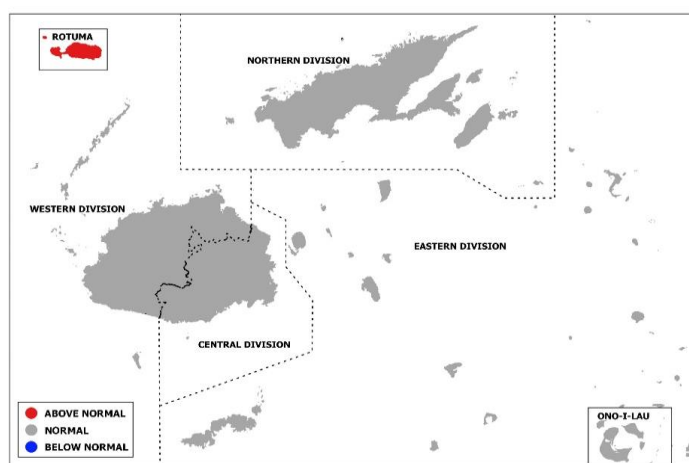 ROTUMA
NORTHERN DIVISION
WESTERN DIVISION
EASTERN DIVISION
CENTRAL DIVISION
ABOVE NORMAL
NORMAL
BELOW NORMAL
ONO-I-LAU